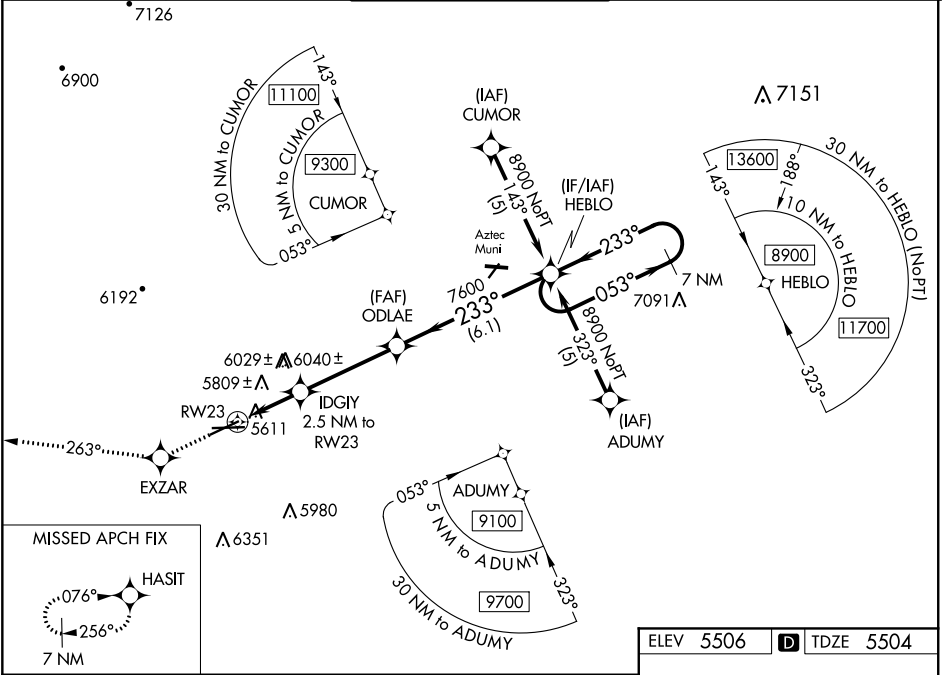 7126
6900
143°
11100
30 NM to CUMOR
5 NM to CUMOR
9300
CUMOR
053°
(IAF)
CUMOR
8900 NoPT
143°
(5)
(IF/IAF)
HEBLO
7151
13600
30 NM to HEBLO (NoPT)
143°
188°
10 NM to HEBLO
8900
HEBLO
11700
323°
Aztec
Muni
233°
053°
7 NM
7091
7600
233°
(6.1)
6192
(FAF)
ODLAE
8900 NoPT
323°
(5)
(IAF)
ADUMY
6029 ±
6040 ±
5809 ±
RW23
5611
IDGIY
2.5 NM to
RW23
263°
EXZAR
5980
6351
053°
ADUMY
9100
5 NM to ADUMY
9700
30 NM to ADUMY
323°
MISSED APCH FIX
HASIT
076°
256°
7 NM
ELEV 5506 D TDZE 5504